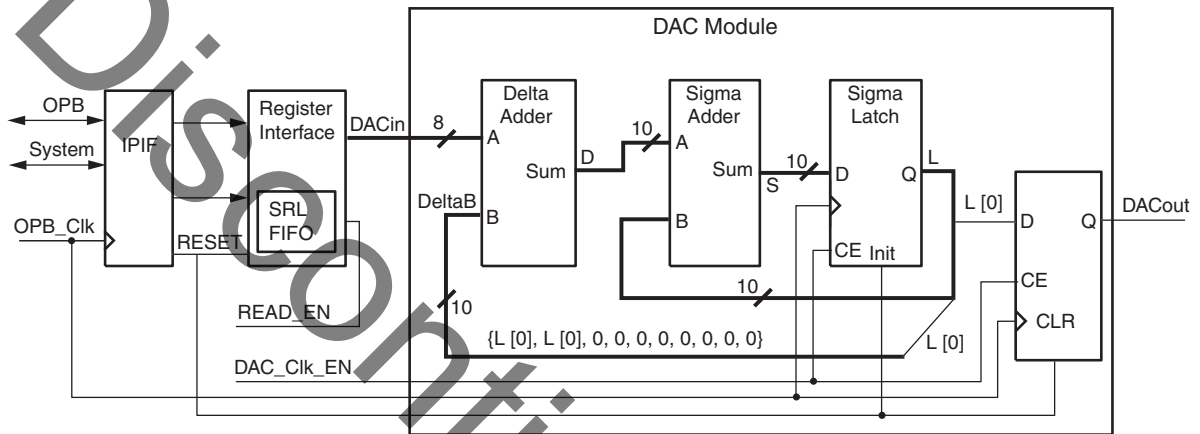 DAC Module
OPB
System
IPIF
OPB_Clk
RESET
Register
Interface
SRL
FIFO
READ_EN
DAC_Clk_EN
DACin
8
Delta
Adder
A
Sum
D
DeltaB
B
10
10
Sigma
Adder
A
Sum
S
B
10
10
Sigma
Latch
D
Q
L
CE
Init
L [0]
{L [0], L [0], 0, 0, 0, 0, 0, 0, 0, 0}
L [0]
D
Q
CE
CLR
DACout
Disconti